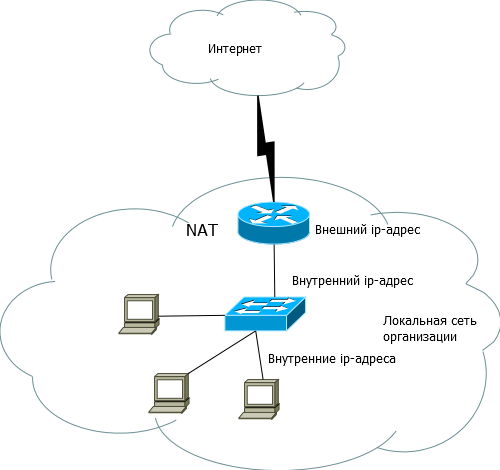 Интернет
NAT
Внешний ip-адрес
Внутренний ip-адрес
Локальная сеть
организации
Внутренние ip-адреса